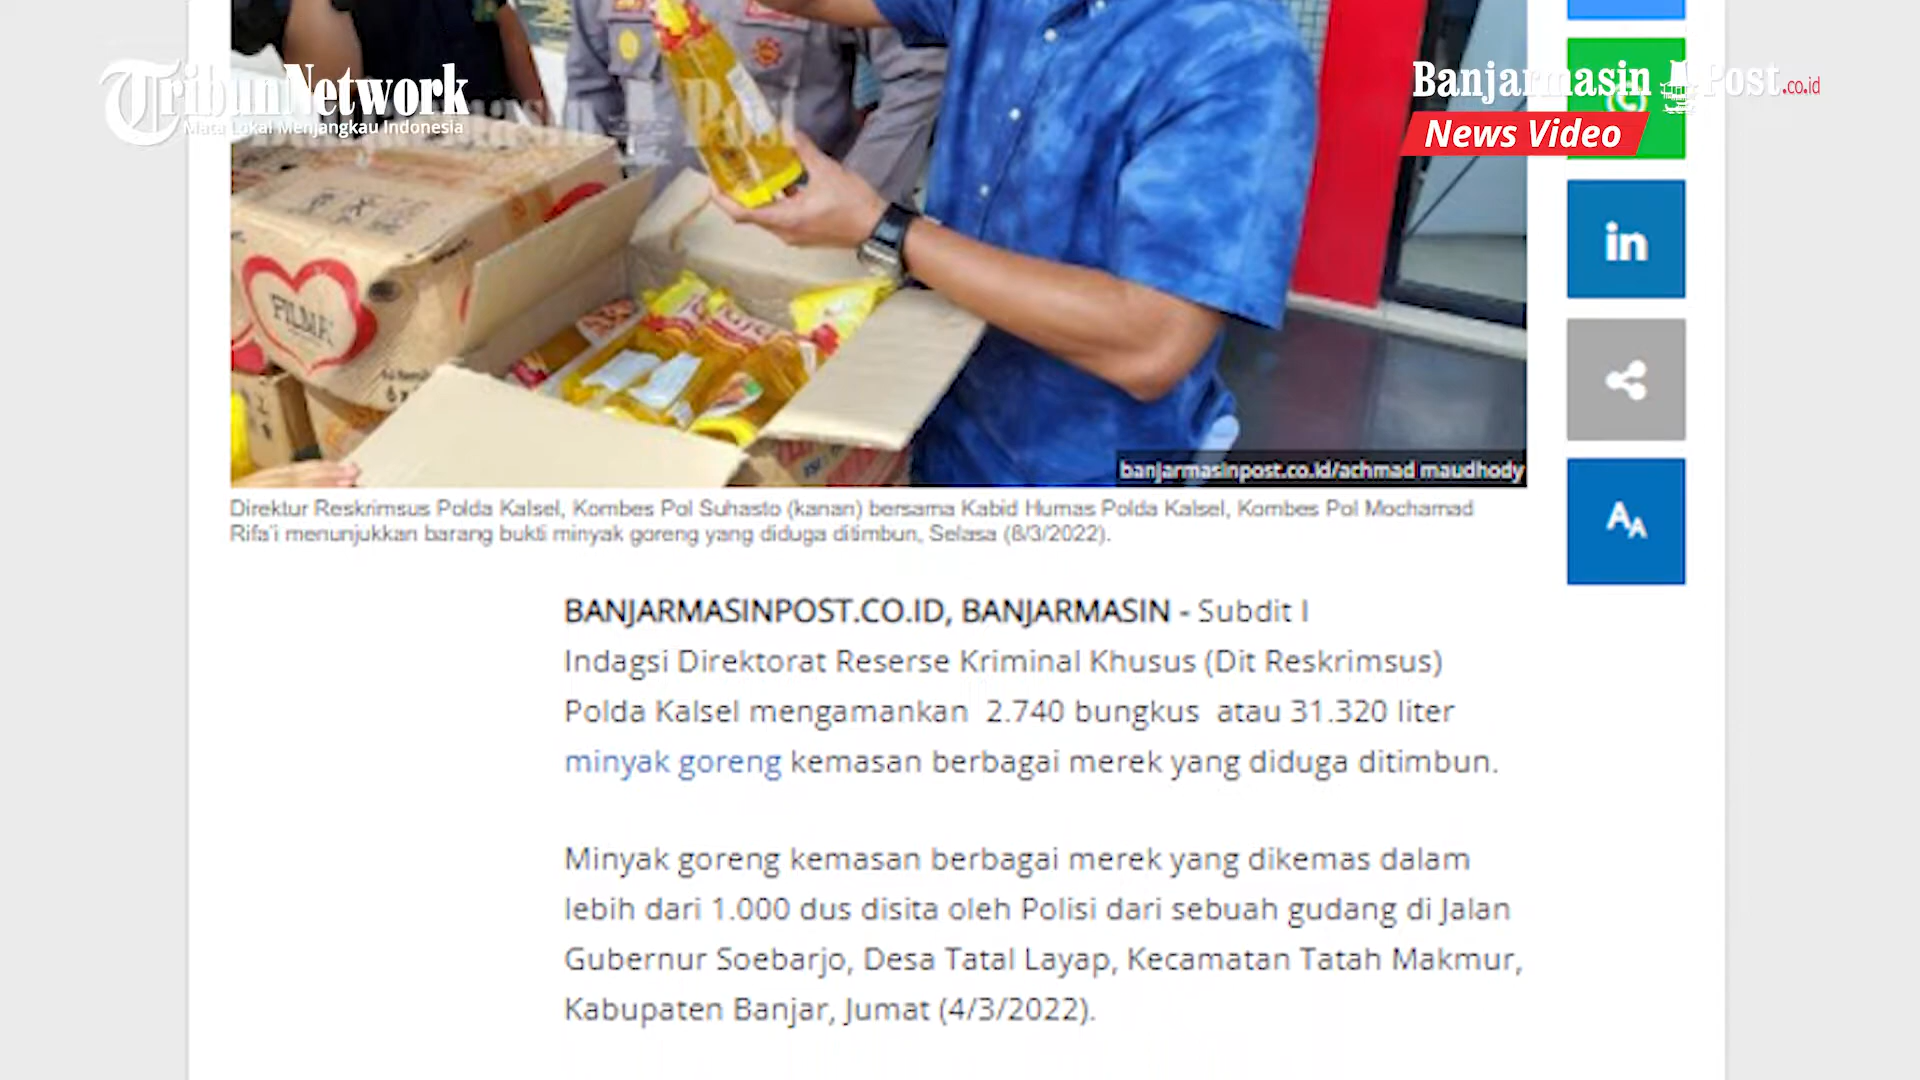 TribunNetwork
Mata Lokal Menjangkau Indonesia
Banjarmasin Post.co.id
News Video
Post
FILMA
in
banjarmasinpost.co.id/achmad maudhody
AA
Direktur Reskrimsus Polda Kalsel, Kombes Pol Suhasto (kanan) bersama Kabid Humas Polda Kalsel, Kombes Pol Mochamad
Rifa'i menunjukkan barang bukti minyak goreng yang diduga ditimbun, Selasa (8/3/2022).
BANJARMASINPOST.CO.ID, BANJARMASIN - Subdit I
Indagsi Direktorat Reserse Kriminal Khusus (Dit Reskrimsus)
Polda Kalsel mengamankan 2.740 bungkus atau 31.320 liter
minyak goreng kemasan berbagai merek yang diduga ditimbun.
Minyak goreng kemasan berbagai merek yang dikemas dalam
lebih dari 1.000 dus disita oleh Polisi dari sebuah gudang di Jalan
Gubernur Soebarjo, Desa Tatal Layap, Kecamatan Tatah Makmur,
Kabupaten Banjar, Jumat (4/3/2022).